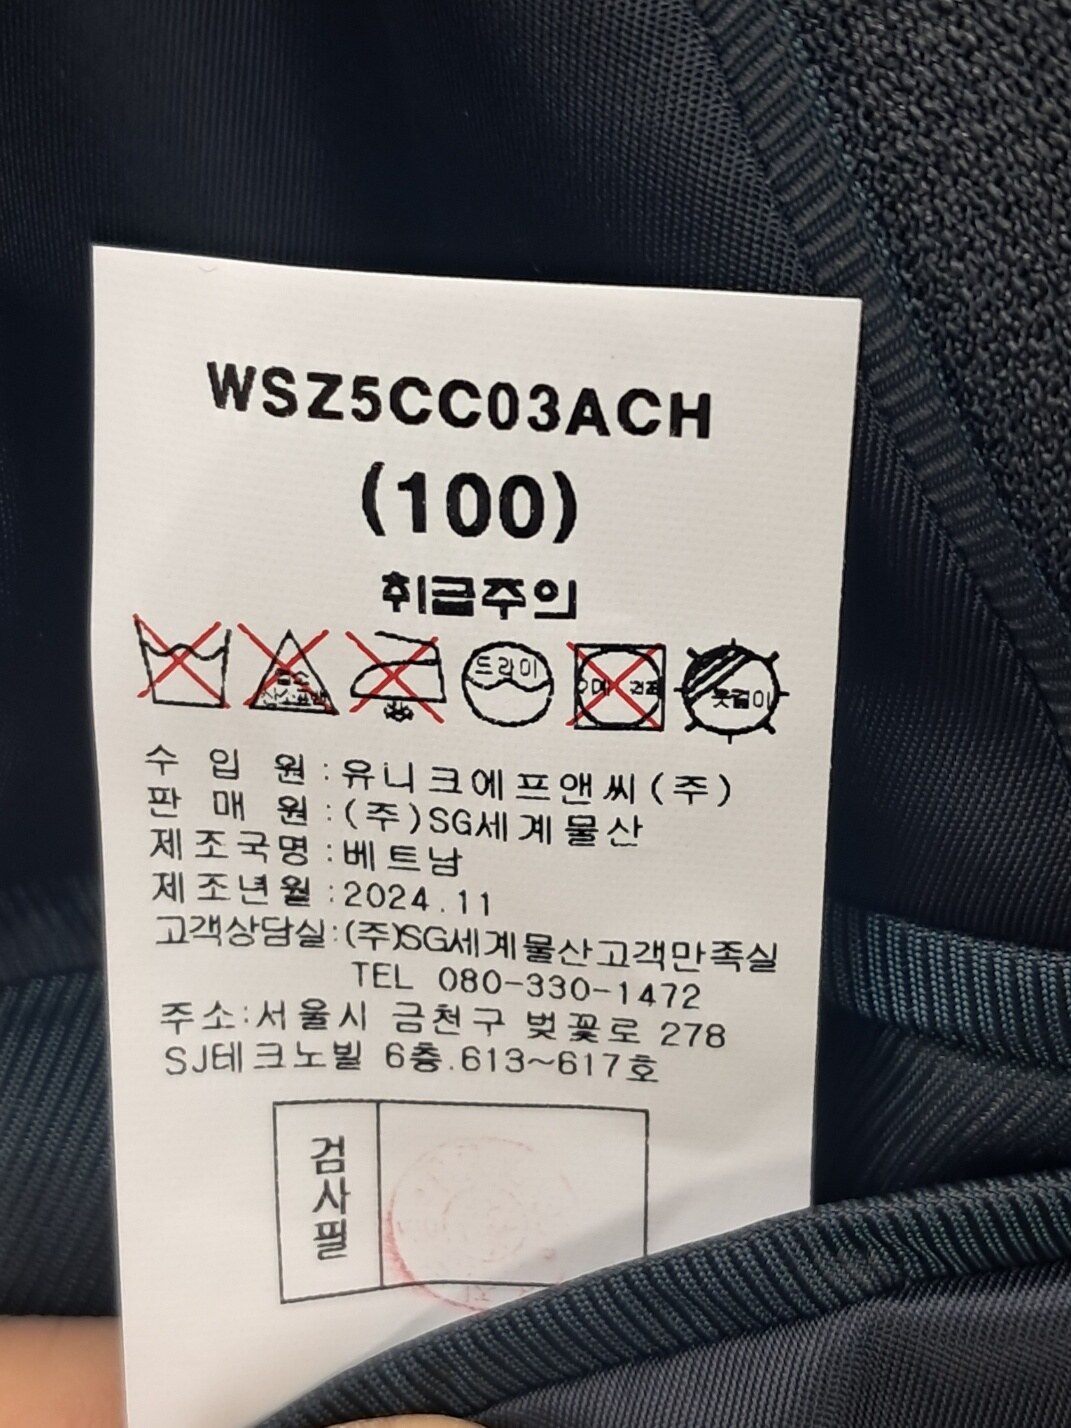 WSZ5CC03ACH
(100)
취급주의
드라이
옷걸이
수 입 원 : 유니크에프앤씨(주)
판 매 원 : (주)SG세계물산
제조국명 : 베트남
제조년월 : 2024.11
고객상담실:(주)SG세계물산고객만족실
TEL 080-330-1472
주소:서울시 금천구 벚꽃로 278
SJ테크노빌 6층.613~617호
검사필